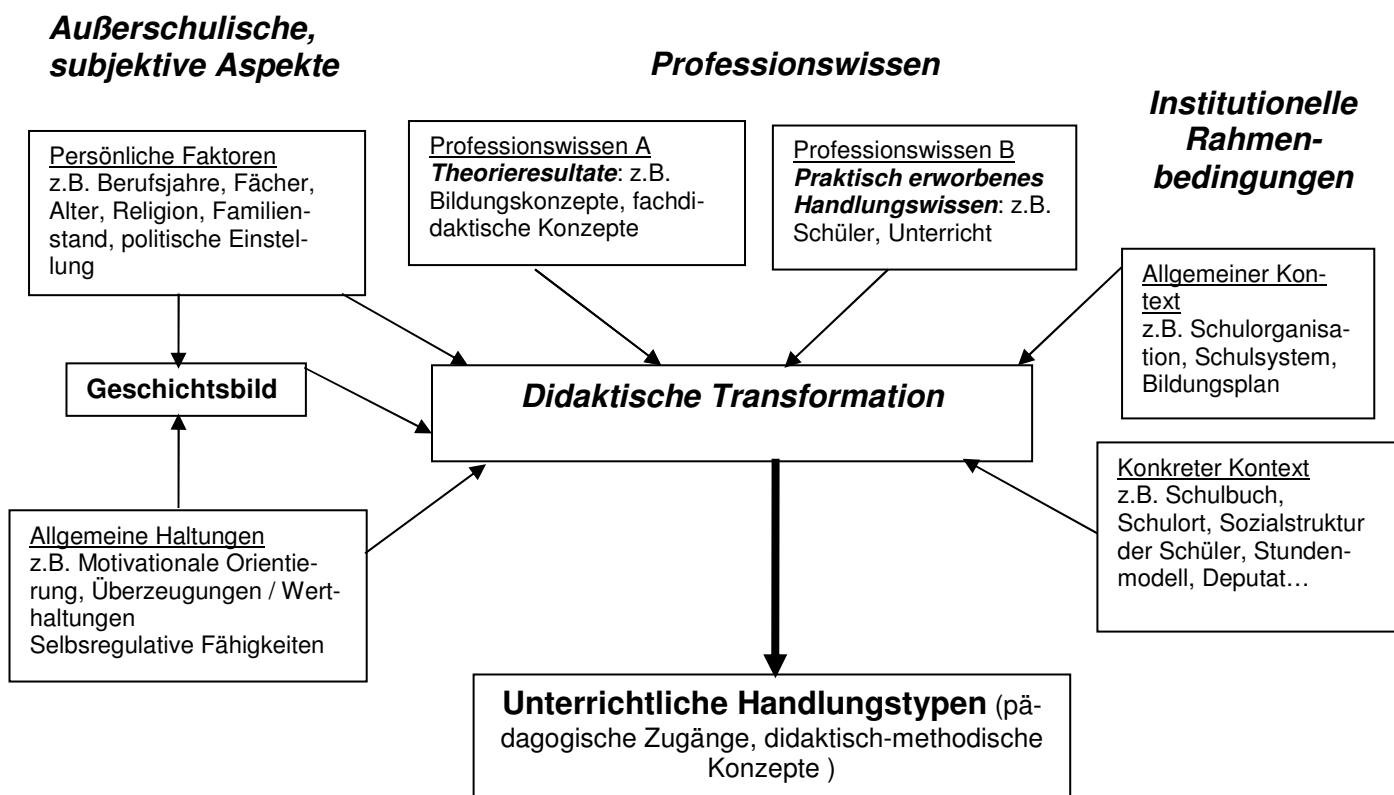 Außerschulische,
subjektive Aspekte
Professionswissen
Institutionelle
Rahmen-
bedingungen
Persönliche Faktoren
z.B. Berufsjahre, Fächer,
Alter, Religion, Familien-
stand, politische Einstel-
lung
Professionswissen A
Theorieresultate: z.B.
Bildungskonzepte, fachdi-
daktische Konzepte
Professionswissen B
Praktisch erworbenes
Handlungswissen: z.B.
Schüler, Unterricht
Allgemeiner Kon-
text
z.B. Schulorganisa-
tion, Schulsystem,
Bildungsplan
Geschichtsbild
Didaktische Transformation
Konkreter Kontext
z.B. Schulbuch,
Schulort, Sozialstruktur
der Schüler, Stunden-
modell, Deputat…
Allgemeine Haltungen
z.B. Motivationale Orientie-
rung, Überzeugungen / Wert-
haltungen
Selbsregulative Fähigkeiten
Unterrichtliche Handlungstypen (pä-
dagogische Zugänge, didaktisch-methodische
Konzepte )